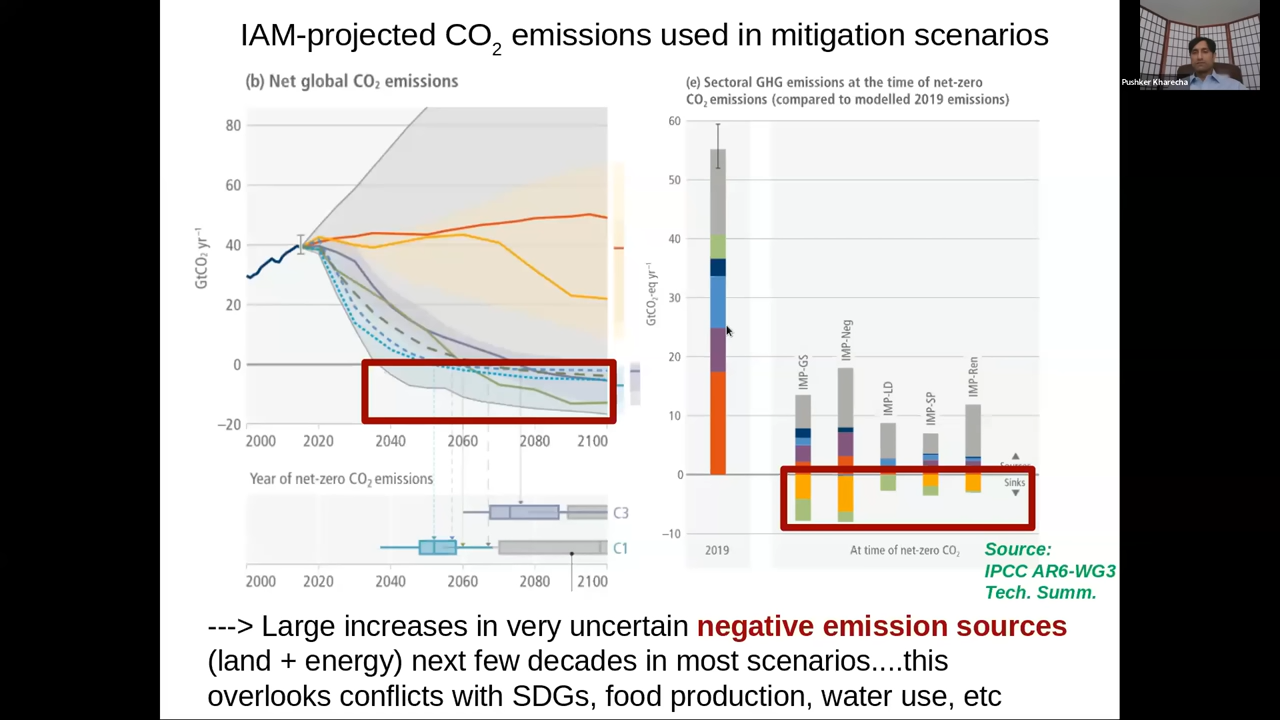 IAM-projected CO2 emissions used in mitigation scenarios
Pushker Kharecha
(b) Net global CO2 emissions
80
60
40
20
0
−20
GtCO2 yr−1
2000 2020 2040 2060 2080 2100
Year of net-zero CO2 emissions
C3
C1
2000 2020 2040 2060 2080 2100
(e) Sectoral GHG emissions at the time of net-zero
CO2 emissions (compared to modelled 2019 emissions)
60
50
40
30
20
10
0
−10
GtCO2-eq yr−1
IMP-GS
IMP-Neg
IMP-LD
IMP-SP
IMP-Ren
Sources
Sinks
2019
At time of net-zero CO2
Source:
IPCC AR6-WG3
Tech. Summ.
---> Large increases in very uncertain negative emission sources
(land + energy) next few decades in most scenarios....this
overlooks conflicts with SDGs, food production, water use, etc